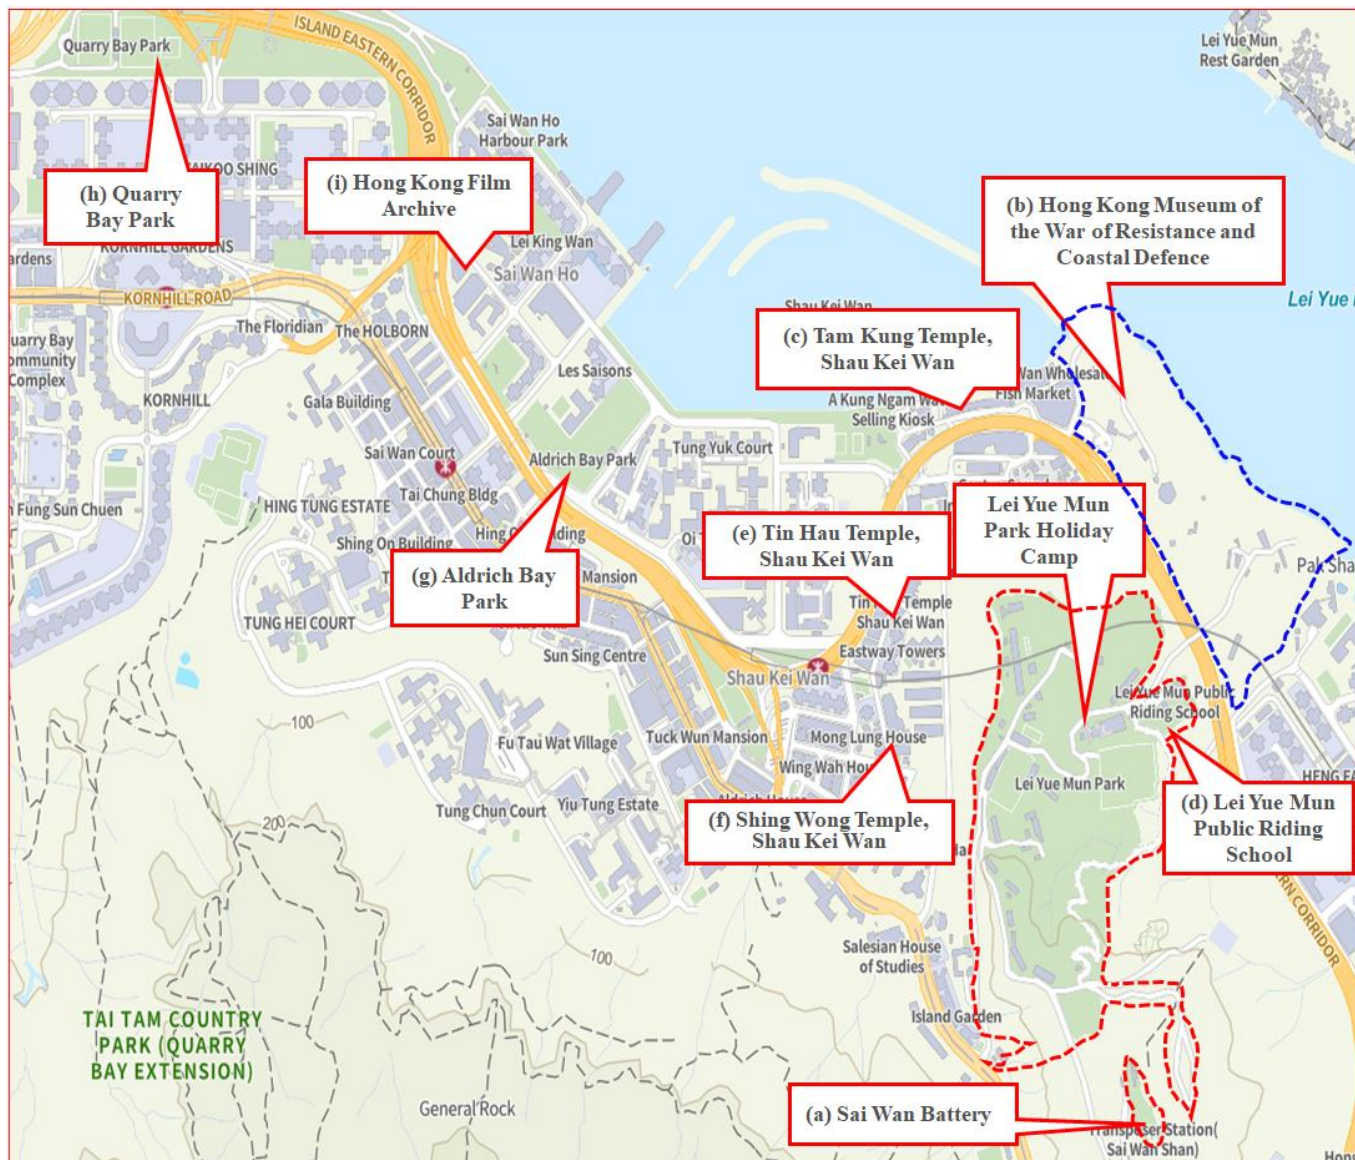 Quarry Bay Park
ISLAND EASTERN CORRIDOR
Lei Yue Mun
Rest Garden
Sai Wan Ho
Harbour Park
(h) Quarry
Bay Park
(i) Hong Kong Film
Archive
(b) Hong Kong Museum of
the War of Resistance and
Coastal Defence
KORNHILL GARDENS
Lei King Wan
Sai Wan Ho
KORNHILL ROAD
The Floridian
The HOLBORN
Lei Yue
(c) Tam Kung Temple,
Shau Kei Wan
Les Saisons
Complex
KORNHILL
Gala Building
Fish Market
Selling Kiosk
Sai Wan Court
Aldrich Bay Park
Tung Yuk Court
Tai Chung Bldg
HING TUNG ESTATE
Fung Sun Chuen
Shing On Building
Lei Yue Mun
Park Holiday
Camp
(e) Tin Hau Temple,
Shau Kei Wan
(g) Aldrich Bay
Park
Mansion
Temple
Shau Kei Wan
TUNG HEI COURT
Sun Sing Centre
Eastway Towers
Shau Kei Wan
Lei Yue Mun Public
Riding School
100
Fu Tau Wat Village
Tuck Wun Mansion
Mong Lung House
Wing Wah
Lei Yue Mun Park
Tung Chun Court
Yiu Tung Estate
(f) Shing Wong Temple,
Shau Kei Wan
(d) Lei Yue Mun
Public Riding
School
200
CORRIDOR
100
Salesian House
of Studies
Island Garden
TAI TAM COUNTRY
PARK (QUARRY
BAY EXTENSION)
General Rock
(a) Sai Wan Battery
Transposer Station(
Sai Wan Shan)